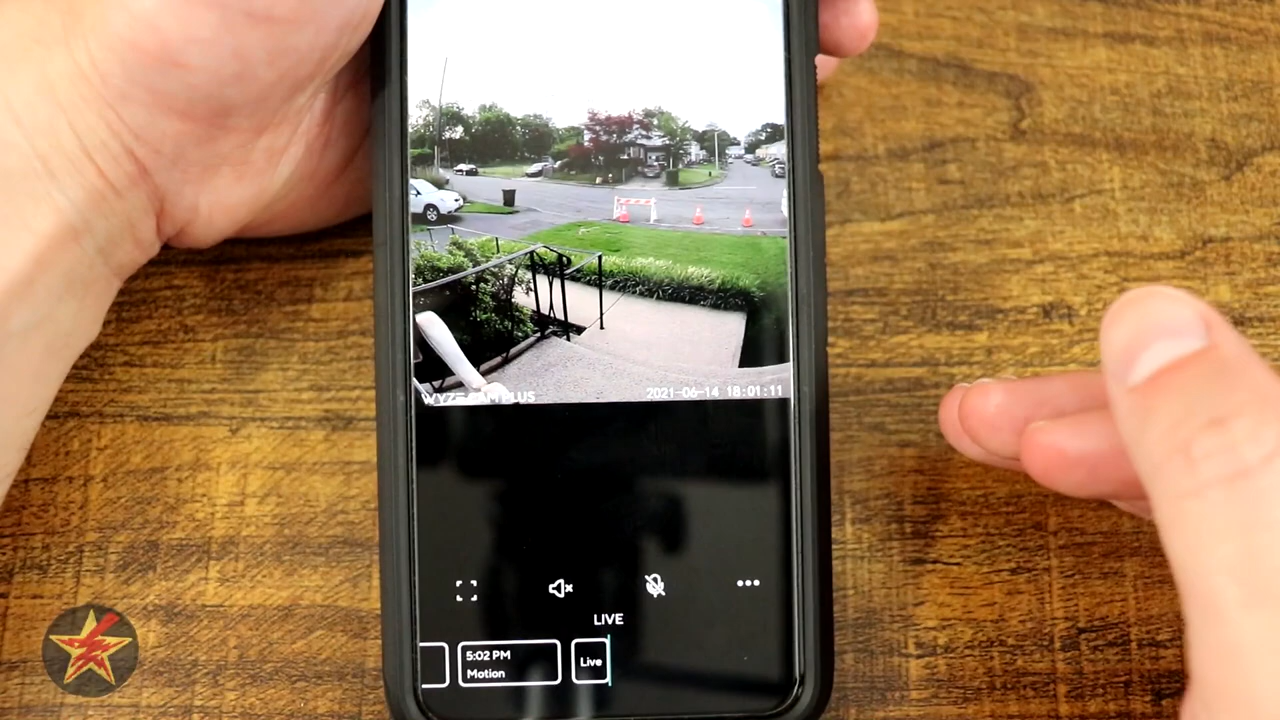 WYZE CAM PLUS
2021-06-14 18:01:11
LIVE
5:02 PM
Motion
Live